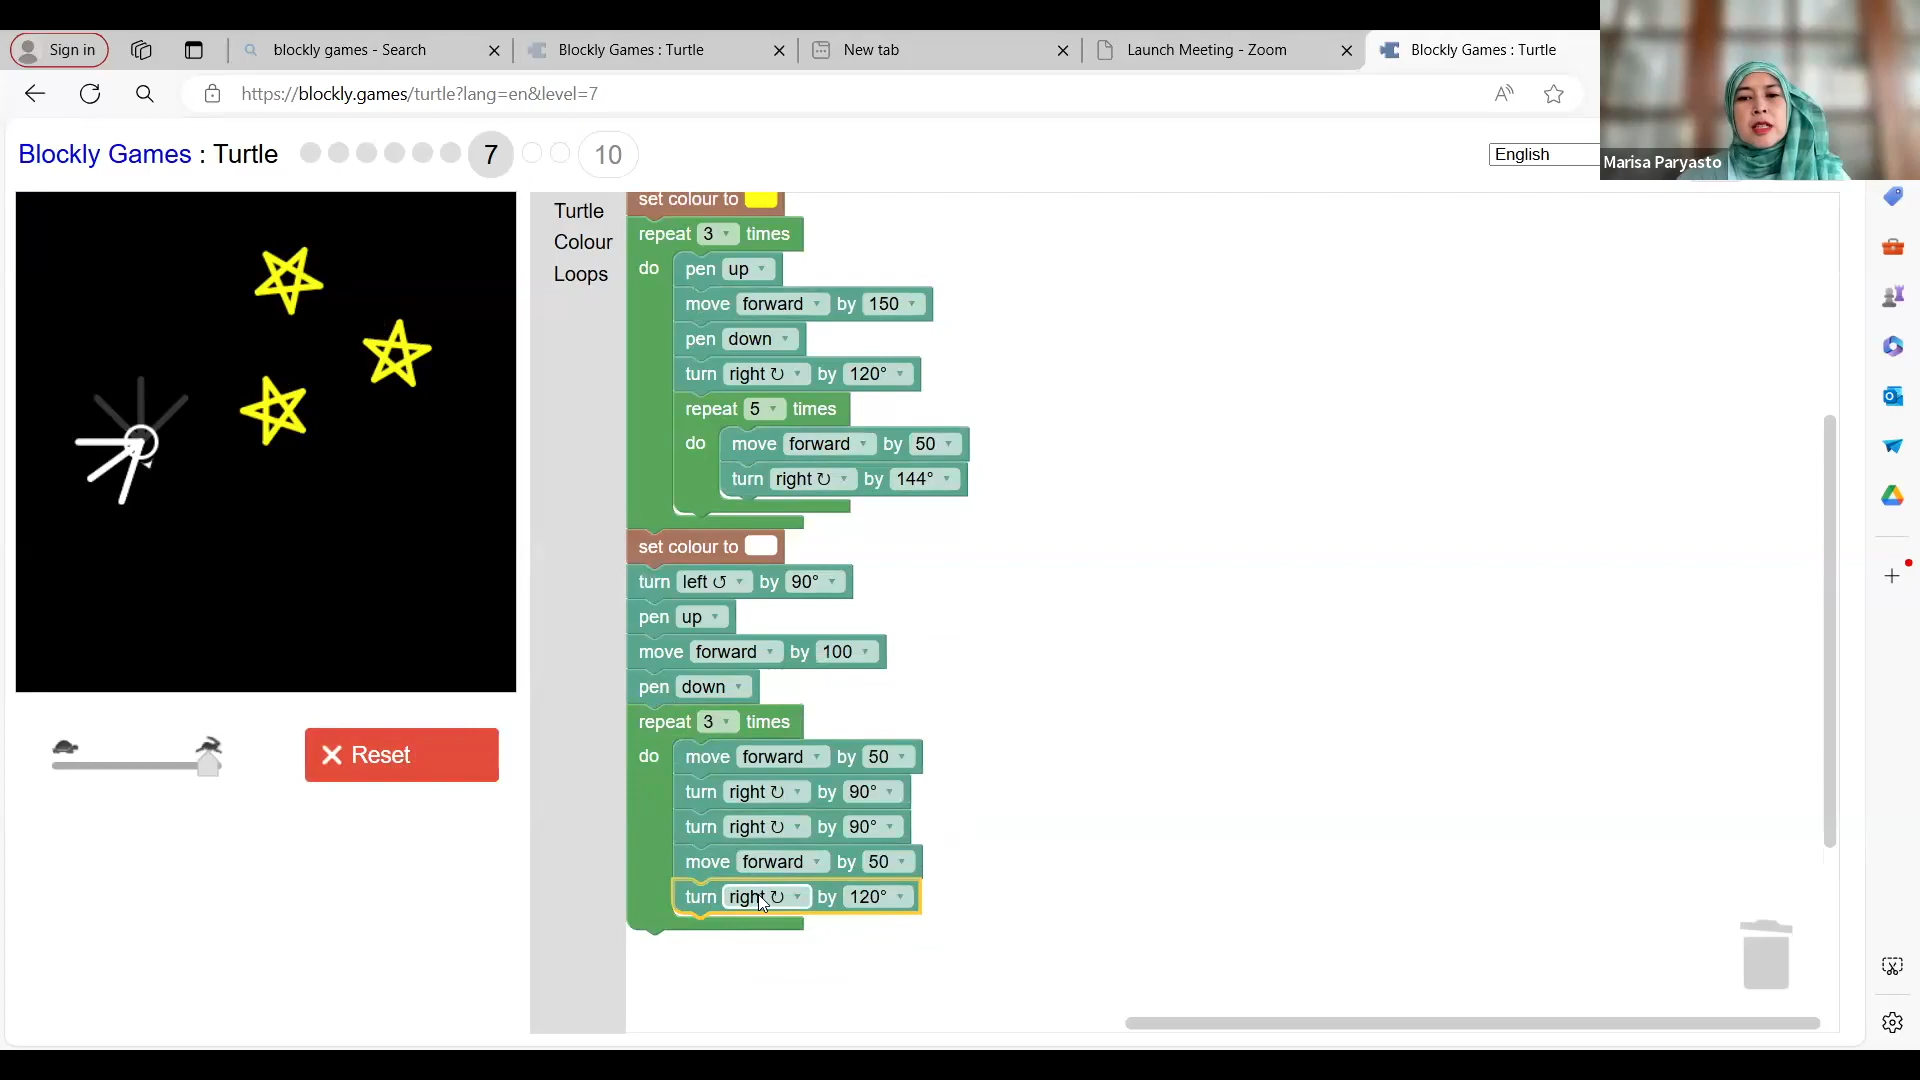 Sign in
blockly games - Search
Blockly Games : Turtle
New tab
Launch Meeting - Zoom
Blockly Games : Turtle
https://blockly.games/turtle?lang=en&level=7
Blockly Games : Turtle
7
10
English
Marisa Paryasto
Turtle
Colour
Loops
set colour to
repeat 3 times
do
pen up
move forward by 150
pen down
turn right ↻ by 120°
repeat 5 times
do
move forward by 50
turn right ↻ by 144°
set colour to
turn left ↺ by 90°
pen up
move forward by 100
pen down
repeat 3 times
do
move forward by 50
turn right ↻ by 90°
turn right ↻ by 90°
move forward by 50
turn right ↻ by 120°
Reset